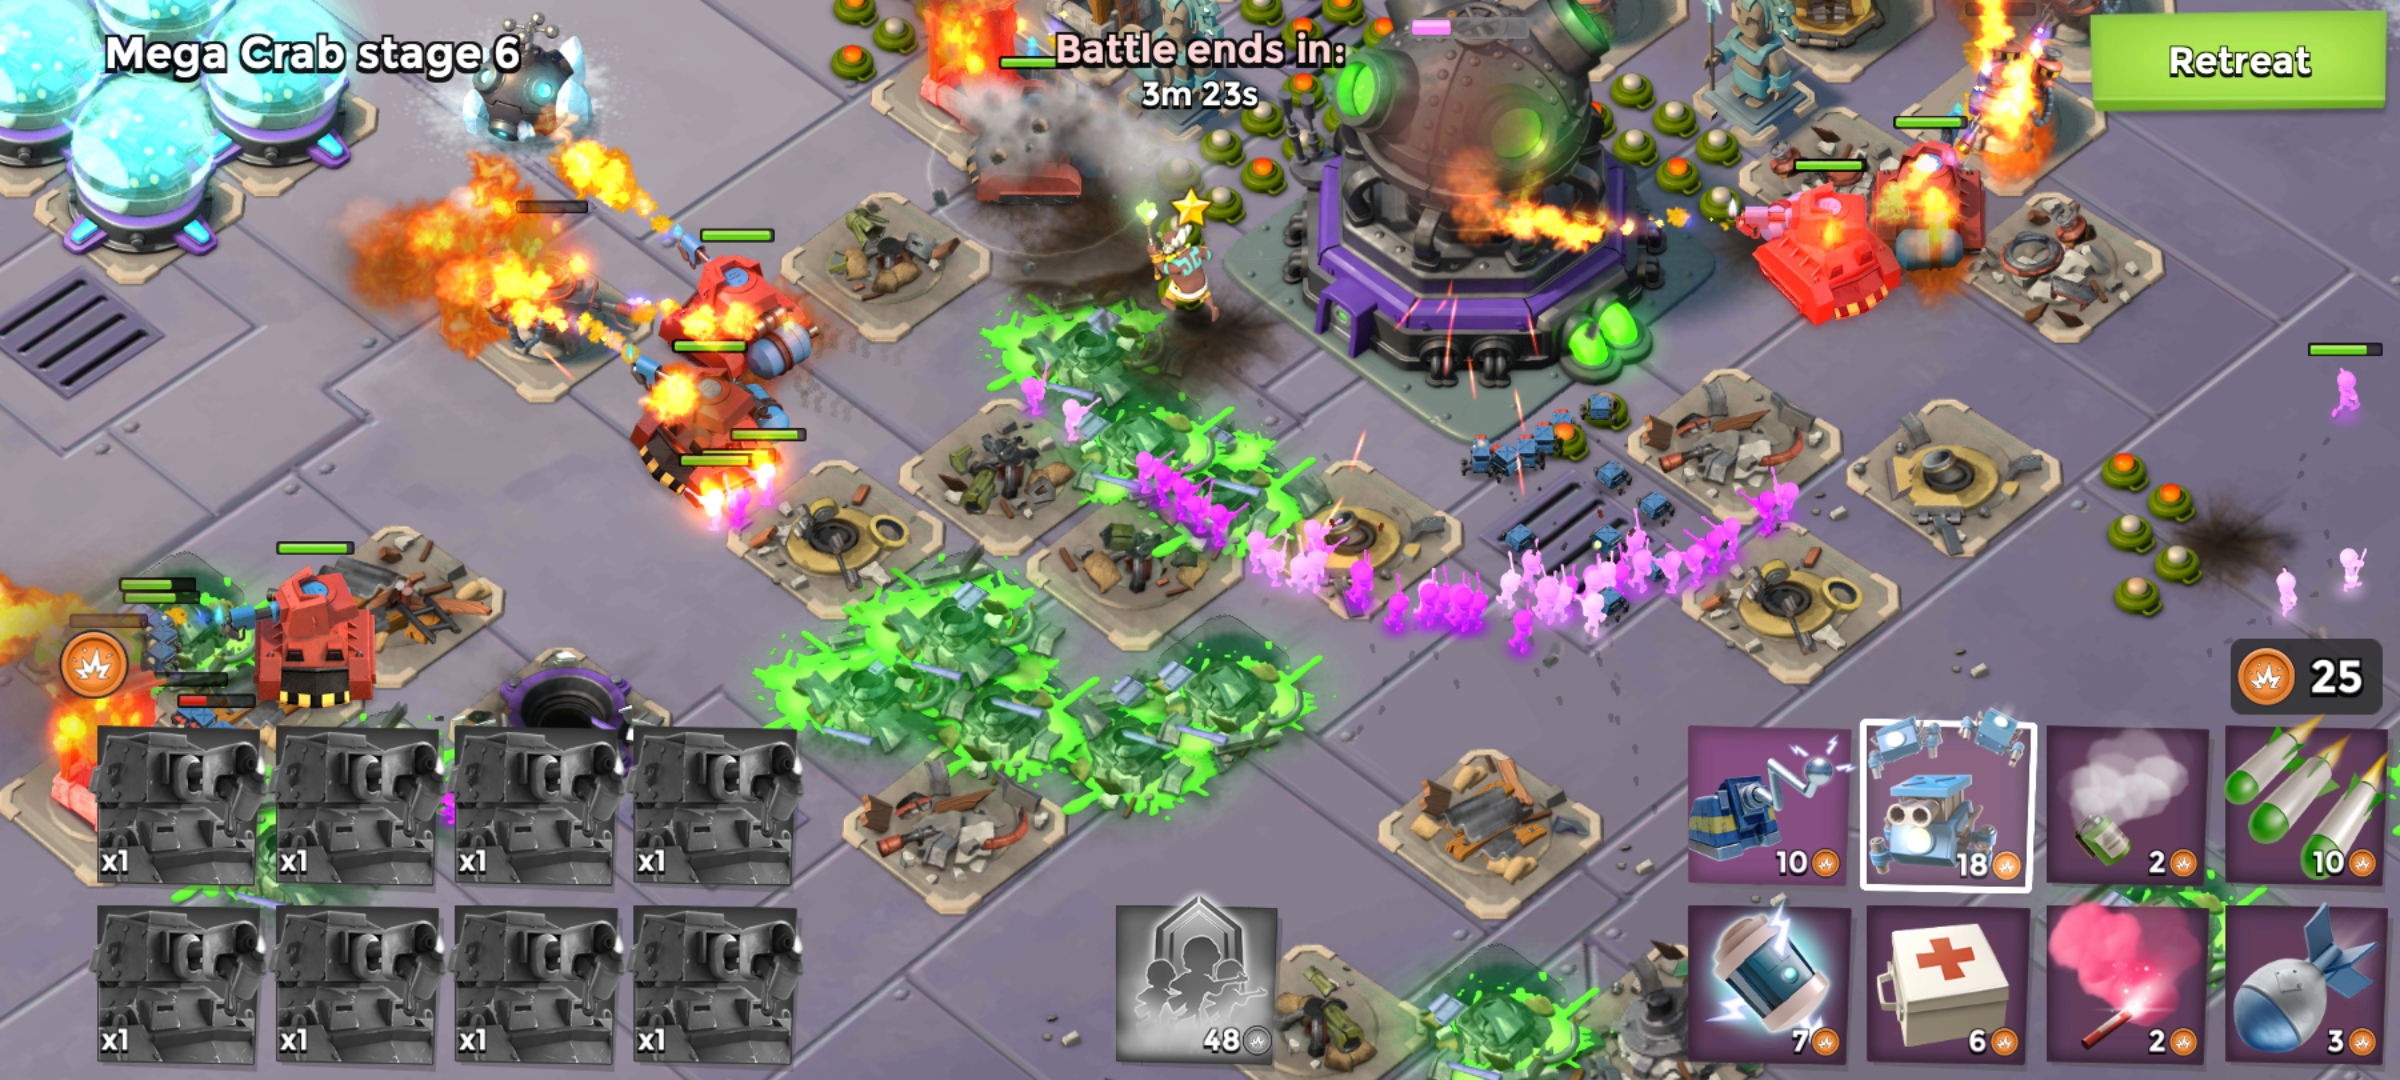 Mega Crab stage 6
Battle ends in:
3m 23s
Retreat
25
10
18
2
10
x1
x1
x1
x1
7
6
2
3
x1
x1
x1
x1
48